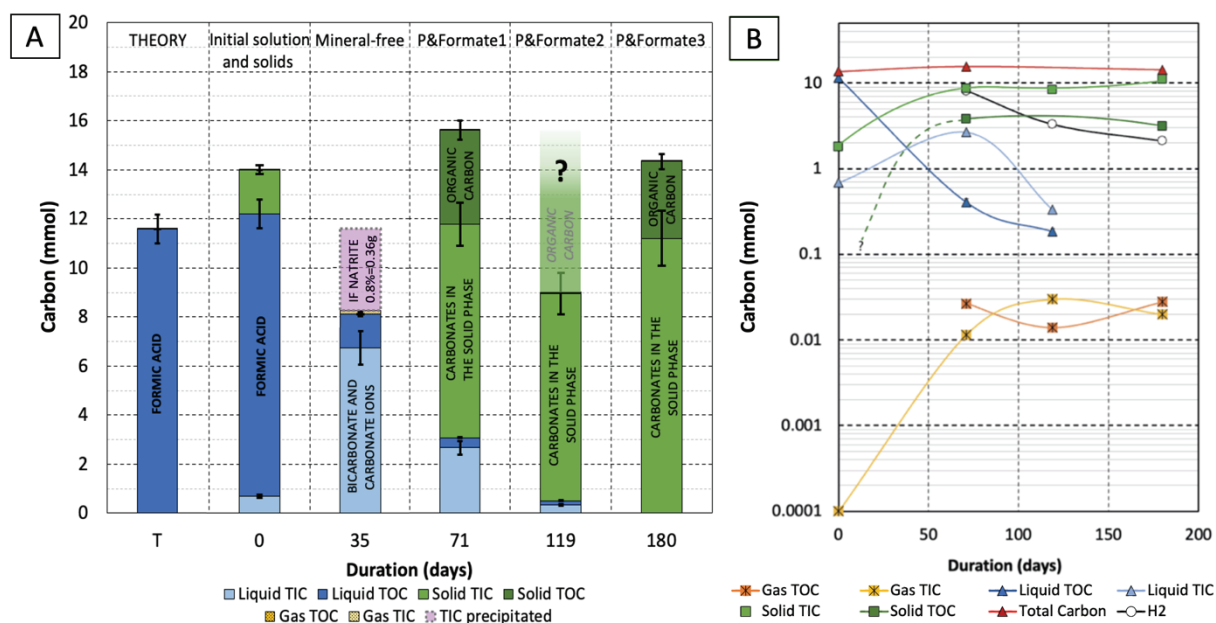 A
THEORY
Initial solution
and solids
Mineral-free
P&Formate1
P&Formate2
P&Formate3
20
18
16
14
12
10
8
6
4
2
0
Carbon (mmol)
FORMIC ACID
FORMIC ACID
BICARBONATE AND
CARBONATE IONS
IF NATRITE
0.8%=0.36g
CARBONATES IN
THE SOLID PHASE
ORGANIC
CARBON
CARBONATES IN THE
SOLID PHASE
ORGANIC
CARBON
?
CARBONATES IN THE
SOLID PHASE
ORGANIC
CARBON
T
0
35
71
119
180
Duration (days)
Liquid TIC
Liquid TOC
Solid TIC
Solid TOC
Gas TOC
Gas TIC
TIC precipitated
B
10
1
0.1
0.01
0.001
0.0001
Carbon (mmol)
?
0
50
100
150
200
Duration (days)
Gas TOC
Gas TIC
Liquid TOC
Liquid TIC
Solid TIC
Solid TOC
Total Carbon
H2